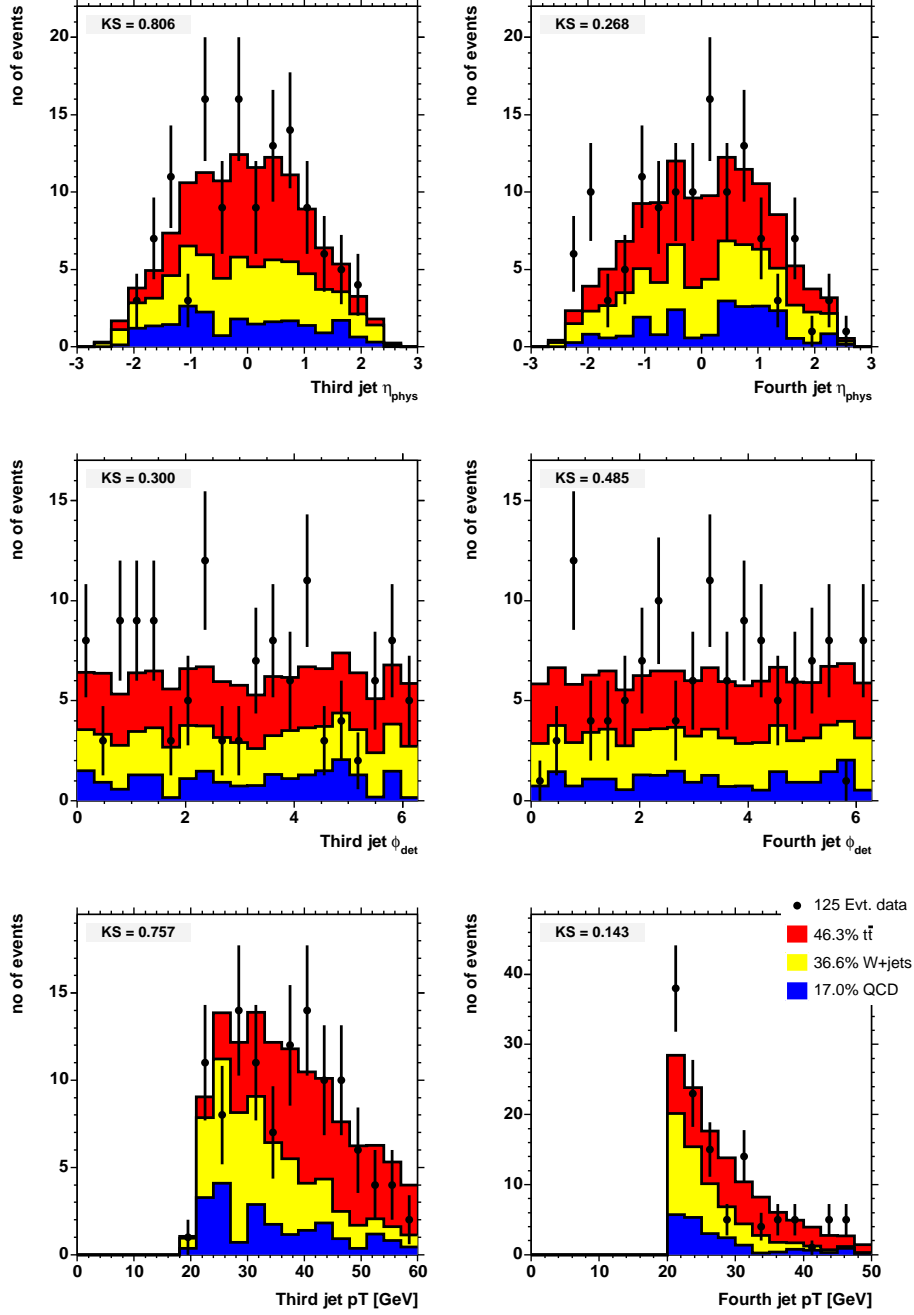 no of events
KS = 0.806
20
15
10
5
0
-3 -2 -1 0 1 2 3
Third jet η_phys
no of events
KS = 0.268
20
15
10
5
0
-3 -2 -1 0 1 2 3
Fourth jet η_phys
no of events
KS = 0.300
15
10
5
0
0 2 4 6
Third jet ϕ_det
no of events
KS = 0.485
15
10
5
0
0 2 4 6
Fourth jet ϕ_det
no of events
KS = 0.757
15
10
5
0
0 10 20 30 40 50 60
Third jet pT [GeV]
no of events
KS = 0.143
40
30
20
10
0
0 10 20 30 40 50
Fourth jet pT [GeV]
125 Evt. data
46.3% tt̄
36.6% W+jets
17.0% QCD